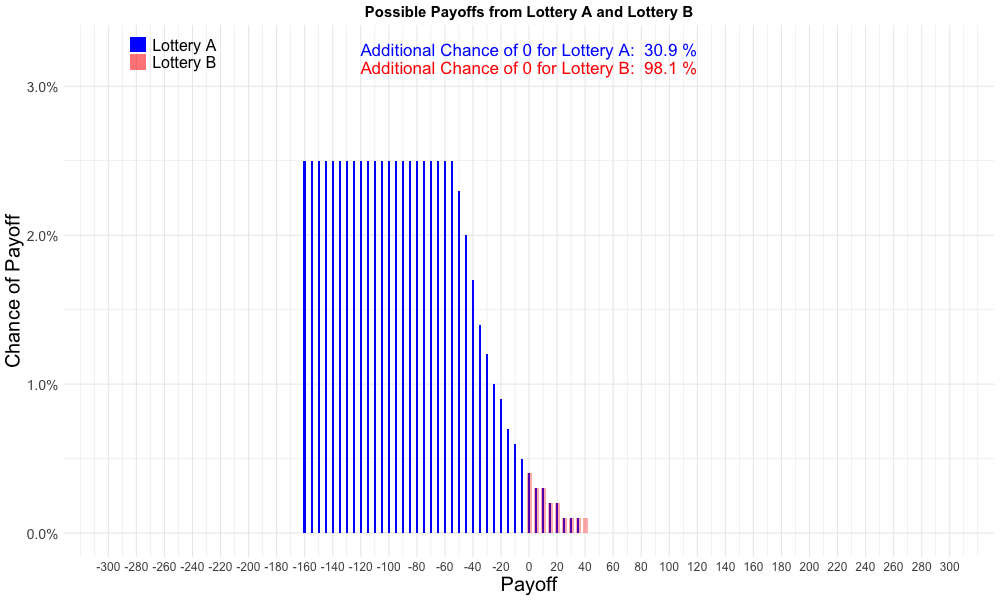 Possible Payoffs from Lottery A and Lottery B
Lottery A
Lottery B
Additional Chance of 0 for Lottery A: 30.9 %
Additional Chance of 0 for Lottery B: 98.1 %
3.0%
2.0%
1.0%
0.0%
Chance of Payoff
-300 -280 -260 -240 -220 -200 -180 -160 -140 -120 -100 -80 -60 -40 -20 0 20 40 60 80 100 120 140 160 180 200 220 240 260 280 300
Payoff